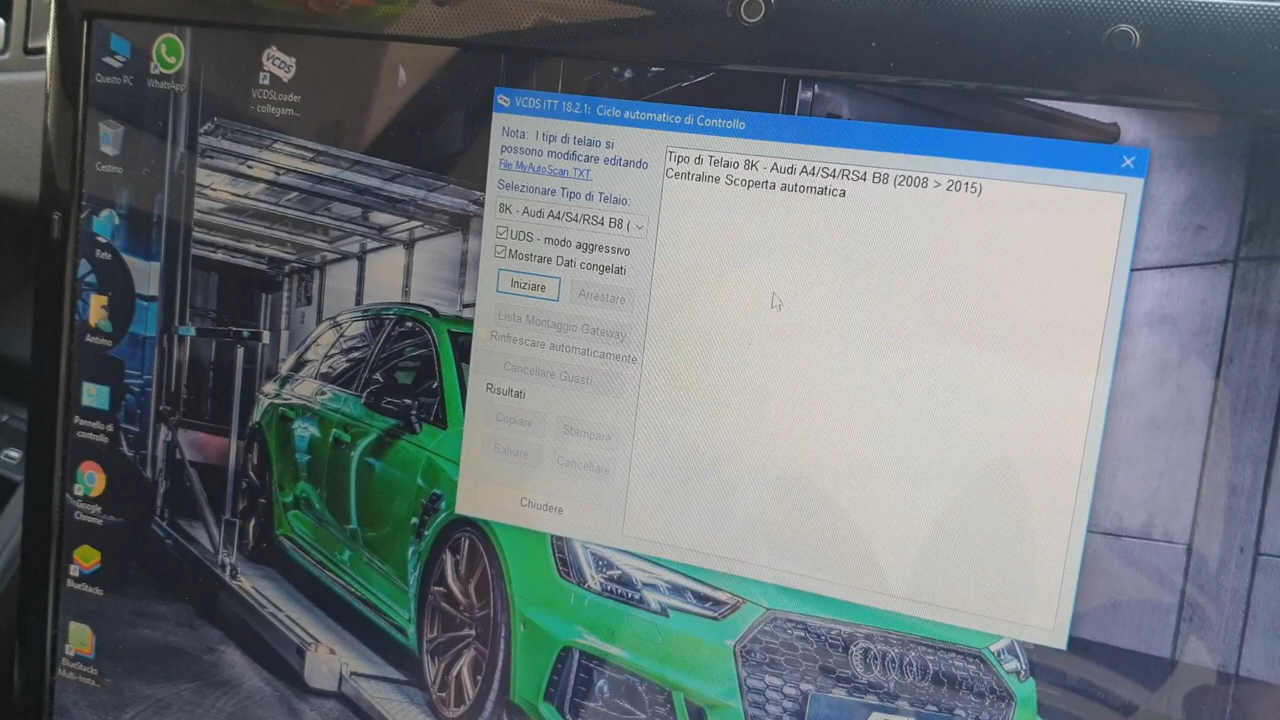 Questo PC
WhatsApp
VCDS
VCDSLoader
- collegam...
Cestino
Rete
Antimo
Pannello di
controllo
Google
Chrome
BlueStacks
BlueStacks
Multi-Insta...
VCDS ITT 18.2.1: Ciclo automatico di Controllo
Nota: I tipi di telaio si
possono modificare editando
File MyAutoScan.TXT.
Selezionare Tipo di Telaio:
8K - Audi A4/S4/RS4 B8 (
UDS - modo aggressivo
Mostrare Dati congelati
Iniziare
Arrestare
Lista Montaggio Gateway
Rinfrescare automaticamente
Cancellare Guasti
Risultati
Copiare
Stampare
Salvare
Cancellare
Chiudere
Tipo di Telaio 8K - Audi A4/S4/RS4 B8 (2008 > 2015)
Centraline Scoperta automatica